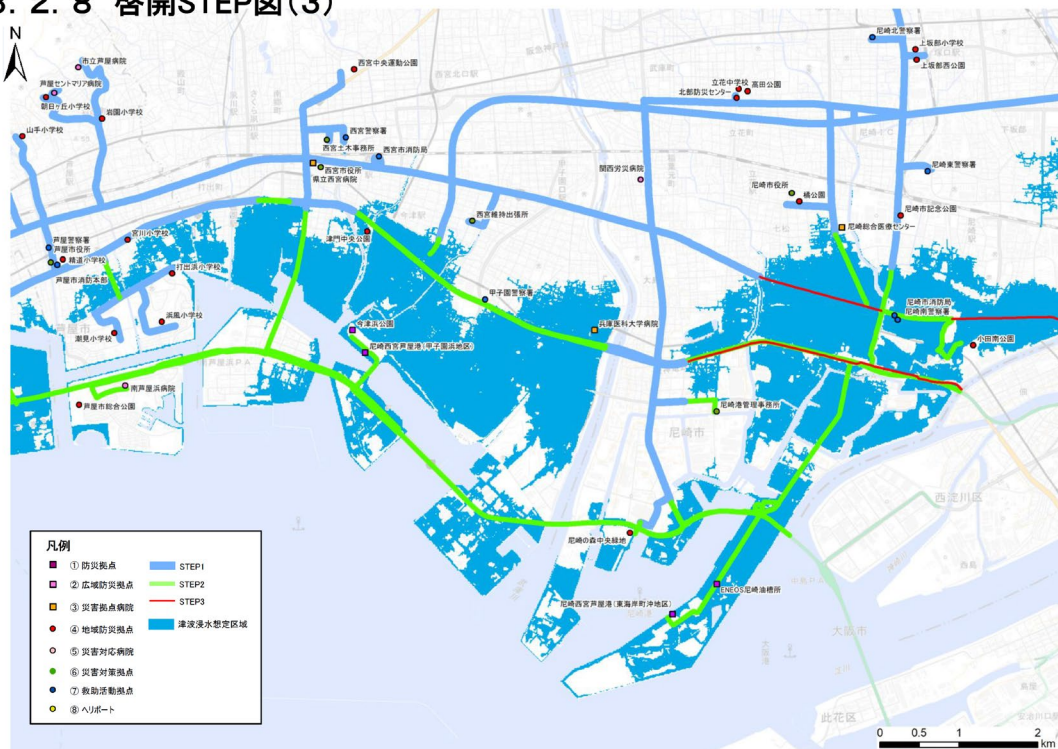 3．2．8　啓開STEP図（3）
N
市立芦屋病院
芦屋セントマリア病院
朝日ヶ丘小学校
岩園小学校
山手小学校
西宮中央運動公園
西宮警察署
西宮土木事務所
西宮市消防局
西宮市役所
県立西宮病院
尼崎北警察署
上坂部小学校
上坂部西公園
立花中学校
高田公園
北部防災センター
関西労災病院
尼崎市役所
橘公園
尼崎東警察署
尼崎市記念公園
尼崎総合医療センター
西宮維持出張所
津門中央公園
宮川小学校
芦屋警察署
芦屋市役所
精道小学校
芦屋市消防本部
打出浜小学校
浜風小学校
潮見小学校
芦屋市
甲子園警察署
兵庫医科大学病院
今津浜公園
尼崎西宮芦屋港(甲子園浜地区)
尼崎市消防局
尼崎南警察署
小田南公園
南芦屋浜病院
芦屋市総合公園
南芦屋浜PA
尼崎港管理事務所
尼崎市
西淀川区
尼崎の森中央緑地
ENEOS尼崎油槽所
尼崎西宮芦屋港(東海岸町沖地区)
大阪市
此花区
凡例
① 防災拠点
② 広域防災拠点
③ 災害拠点病院
④ 地域防災拠点
⑤ 災害対応病院
⑥ 災害対策拠点
⑦ 救助活動拠点
⑧ ヘリポート
STEP1
STEP2
STEP3
津波浸水想定区域
0 0.5 1 2
km